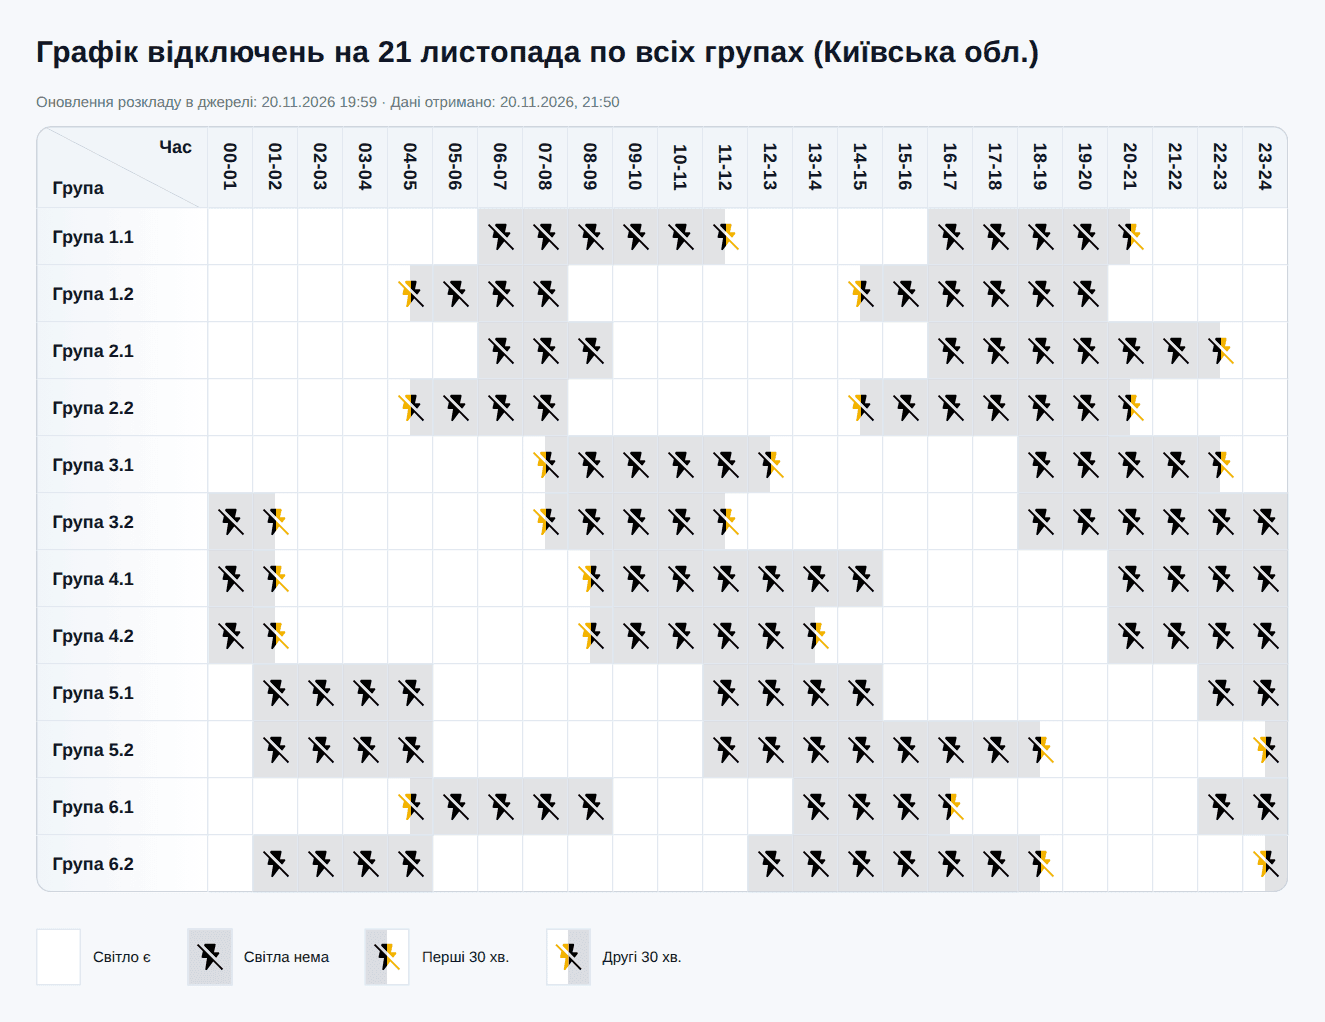 Графік відключень на 21 листопада по всіх групах (Київська обл.)
Оновлення розкладу в джерелі: 20.11.2026 19:59 · Дані отримано: 20.11.2026, 21:50
Час
Група
00-01 01-02 02-03 03-04 04-05 05-06 06-07 07-08 08-09 09-10 10-11 11-12 12-13 13-14 14-15 15-16 16-17 17-18 18-19 19-20 20-21 21-22 22-23 23-24
Група 1.1
Група 1.2
Група 2.1
Група 2.2
Група 3.1
Група 3.2
Група 4.1
Група 4.2
Група 5.1
Група 5.2
Група 6.1
Група 6.2
Світло є Світла нема Перші 30 хв. Другі 30 хв.